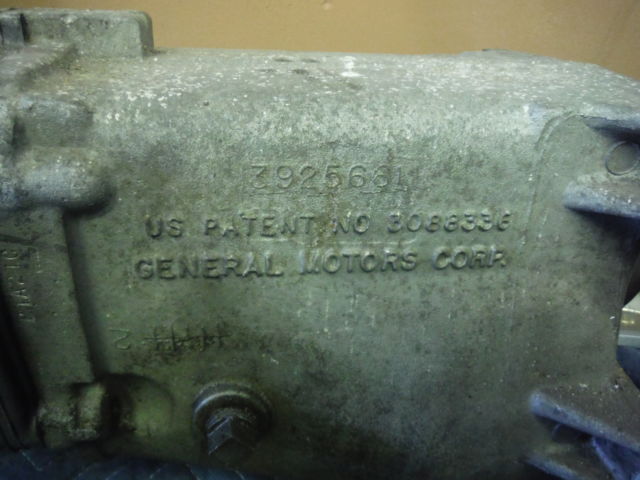 3925661
US PATENT NO 3088336
GENERAL MOTORS CORP.